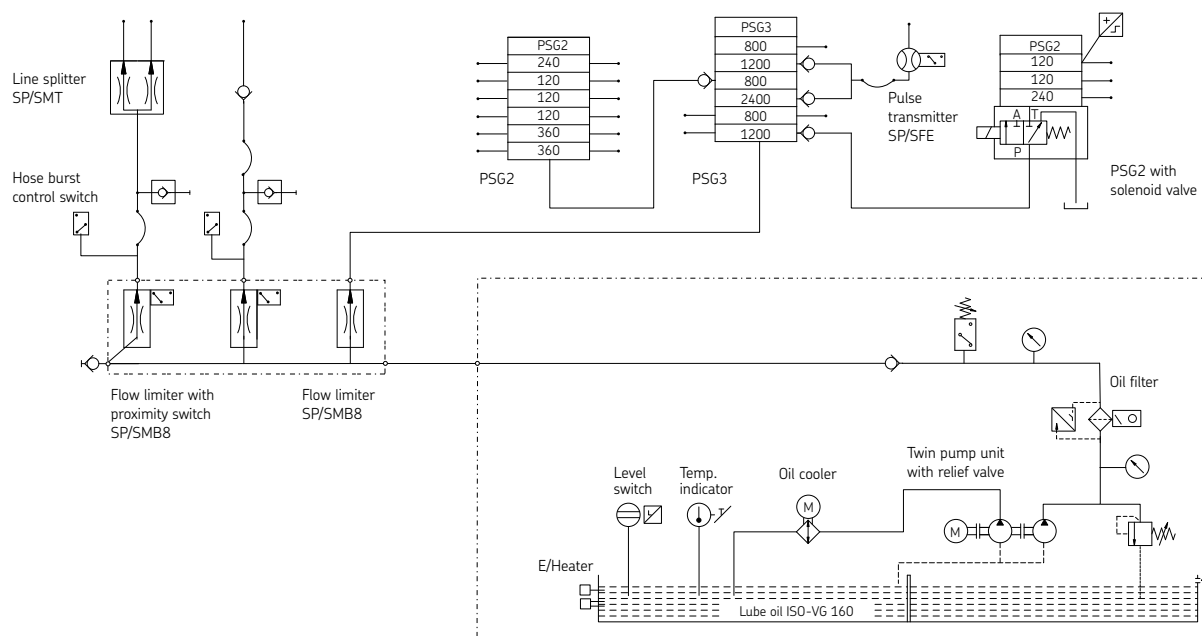 Line splitter
SP/SMT
Hose burst
control switch
PSG2
240
120
120
120
360
360
PSG2
PSG3
800
1200
800
2400
800
1200
PSG3
Pulse
transmitter
SP/SFE
PSG2
120
120
240
A T
P
PSG2 with
solenoid valve
Flow limiter with
proximity switch
SP/SMB8
Flow limiter
SP/SMB8
Oil filter
Twin pump unit
with relief valve
Level
switch
Temp.
indicator
Oil cooler
M
M
E/Heater
Lube oil ISO-VG 160